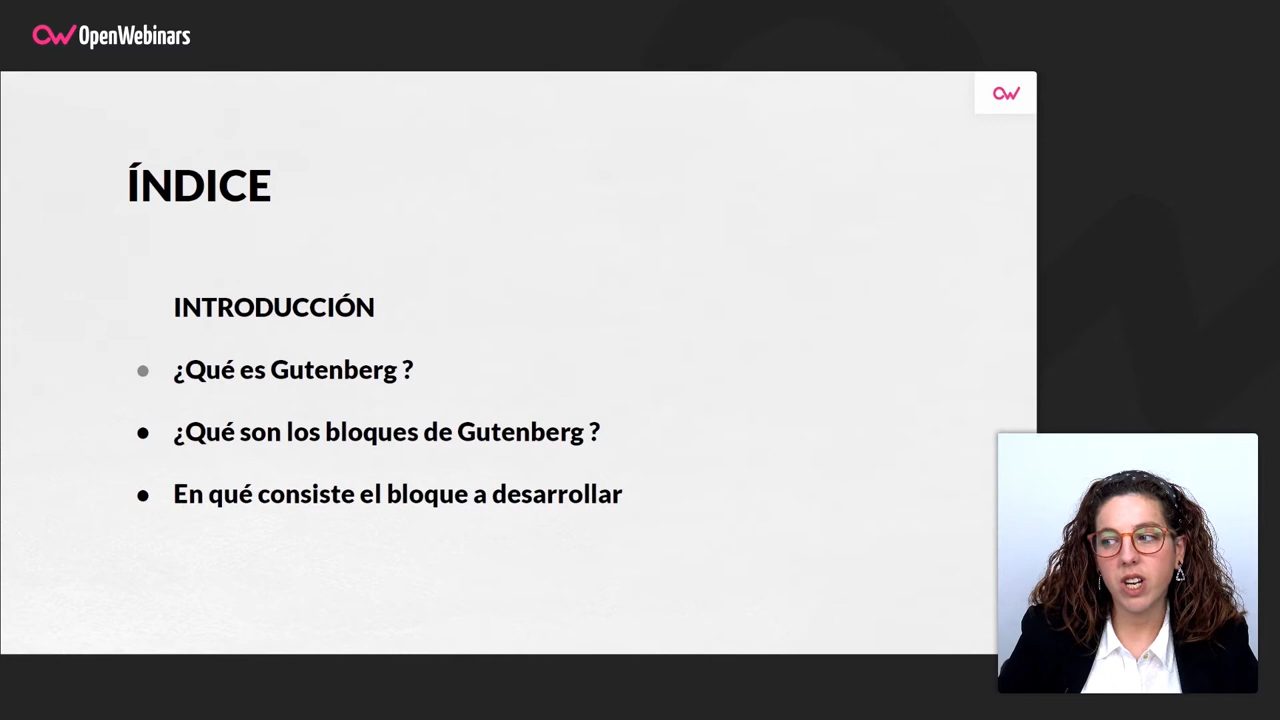 OpenWebinars
ÍNDICE
INTRODUCCIÓN
¿Qué es Gutenberg ?
¿Qué son los bloques de Gutenberg ?
En qué consiste el bloque a desarrollar